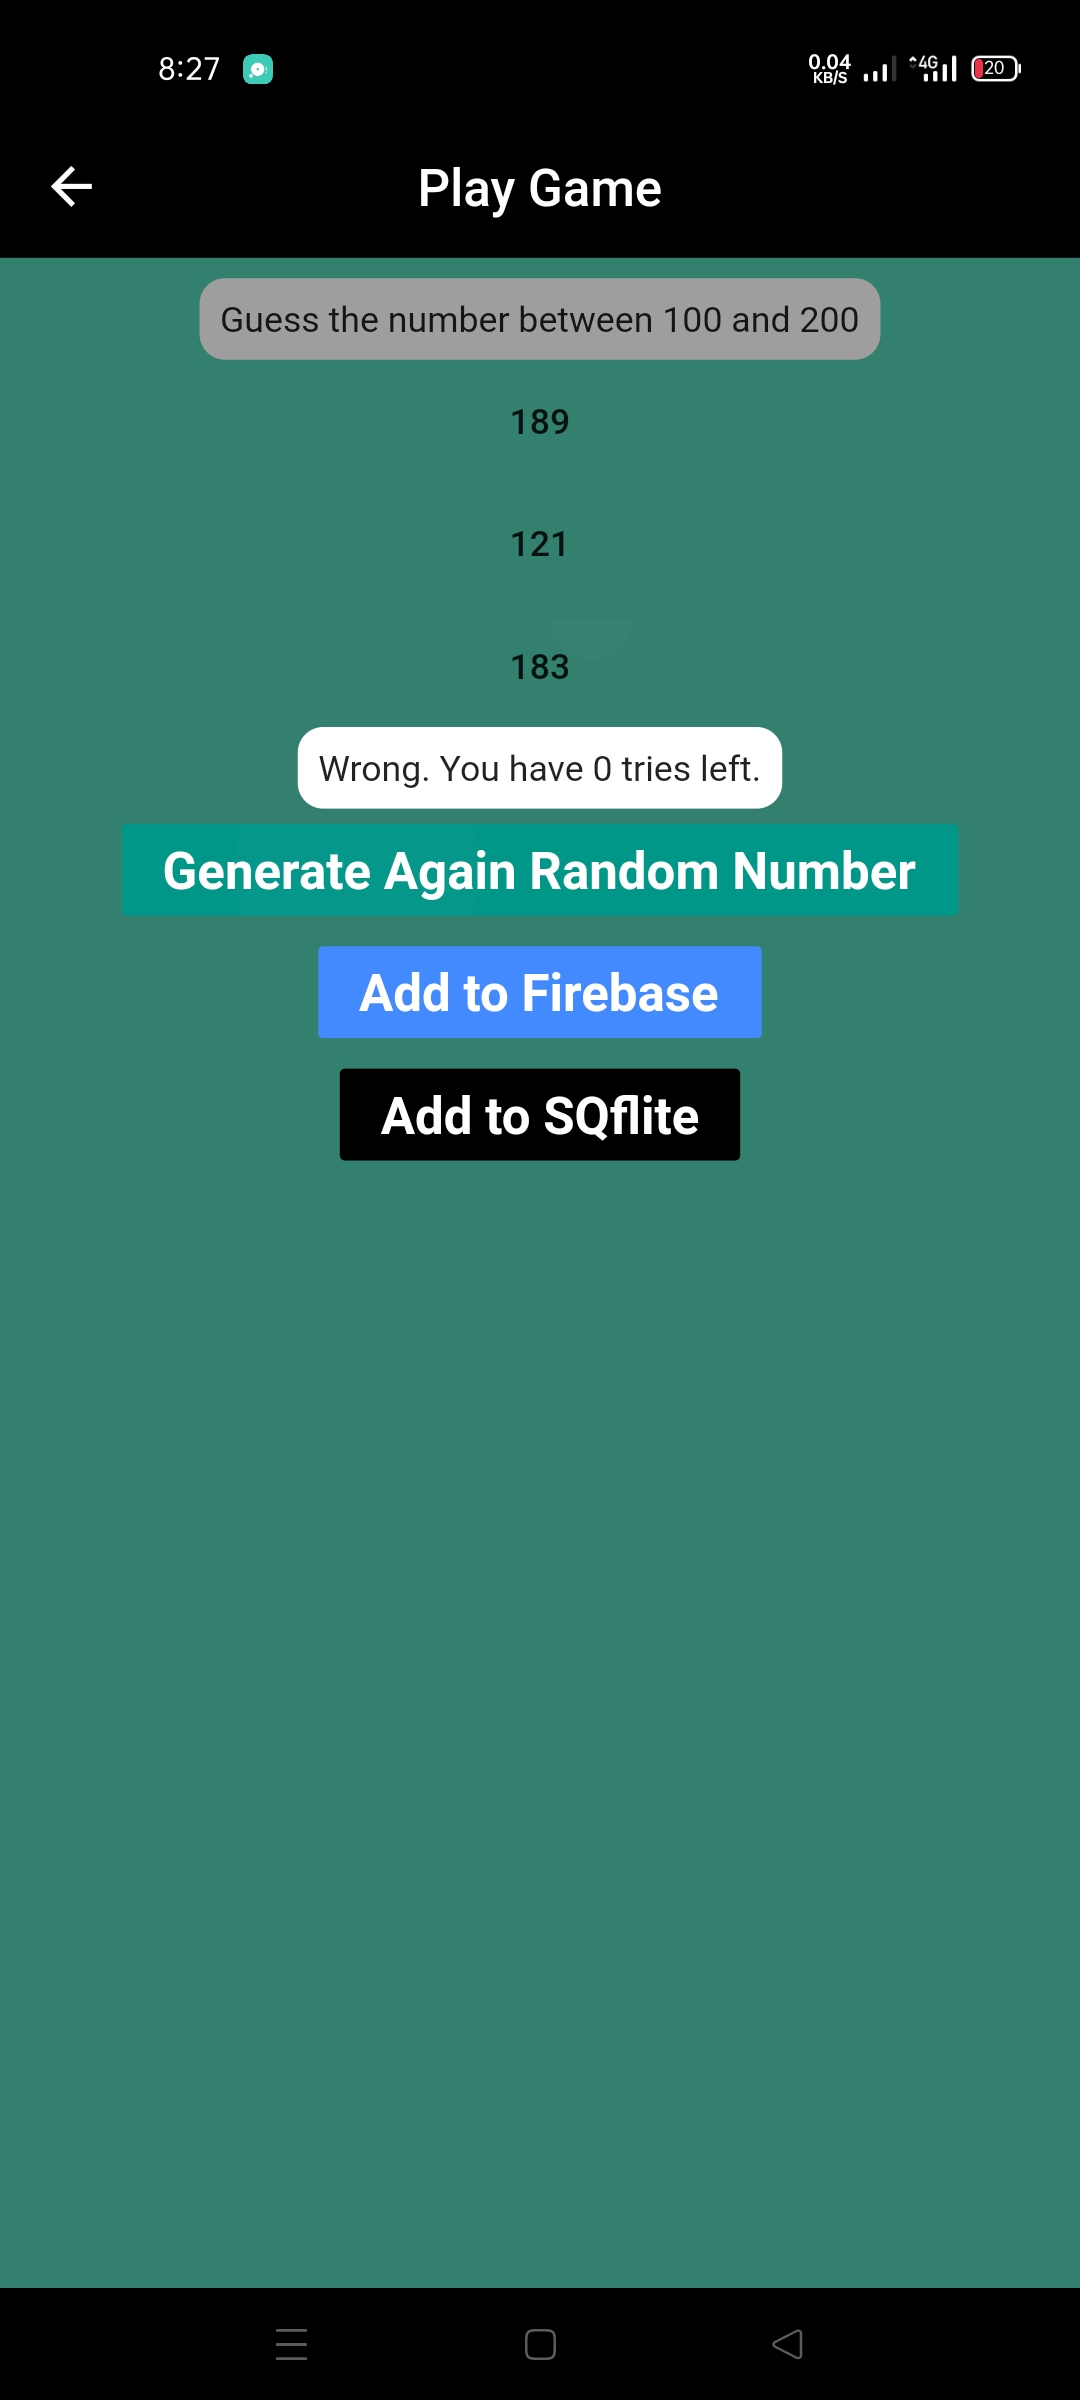 8:27
0.04
KB/S
4G
20
Play Game
Guess the number between 100 and 200
189
121
183
Wrong. You have 0 tries left.
Generate Again Random Number
Add to Firebase
Add to SQflite